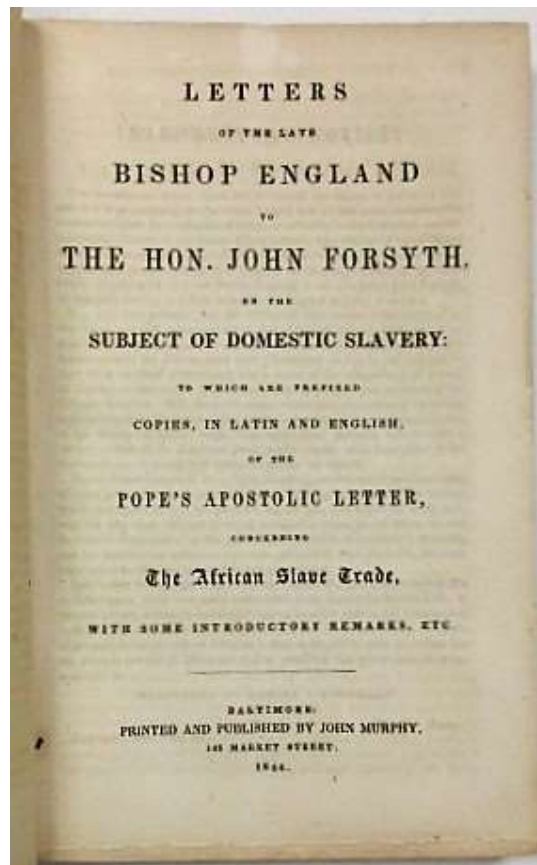 LETTERS
OF THE LATE
BISHOP ENGLAND
TO
THE HON. JOHN FORSYTH,
ON THE
SUBJECT OF DOMESTIC SLAVERY:
TO WHICH ARE PREFIXED
COPIES, IN LATIN AND ENGLISH,
OF THE
POPE'S APOSTOLIC LETTER,
CONCERNING
The African Slave Trade,
WITH SOME INTRODUCTORY REMARKS, ETC.
BALTIMORE:
PRINTED AND PUBLISHED BY JOHN MURPHY,
MARKET STREET,
1844.